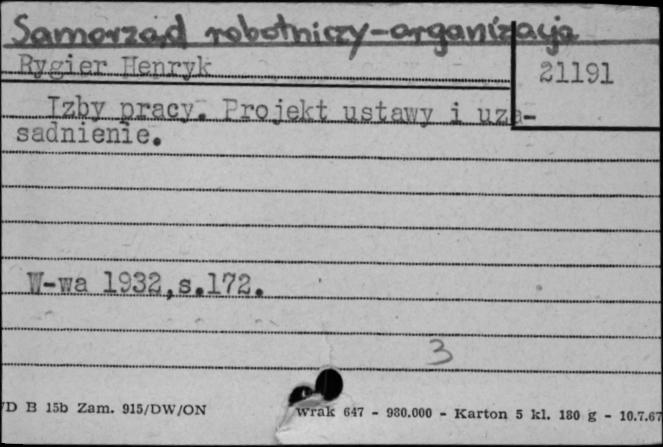 Samorząd robotniczy-organizacja
Rygier Henryk
21191
Izby pracy. Projekt ustawy i uza-
sadnienie.
W-wa 1932,s.172.
3
/D B 15b Zam. 915/DW/ON
wrak 647 - 980.000 - Karton 5 kl. 180 g - 10.7.67